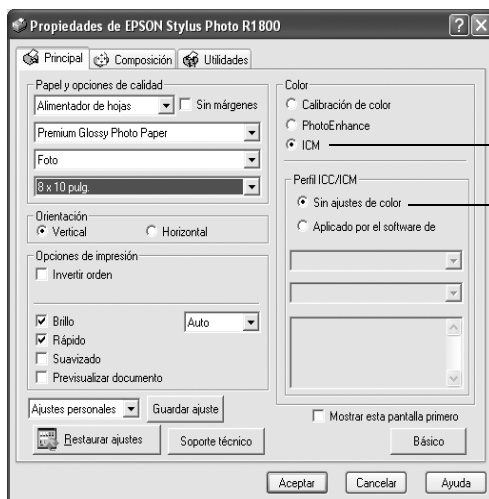 Propiedades de EPSON Stylus Photo R1800
Principal Composición Utilidades
Papel y opciones de calidad
Alimentador de hojas Sin márgenes
Premium Glossy Photo Paper
Foto
8 x 10 pulg.
Orientación
Vertical Horizontal
Opciones de impresión
Invertir orden
Brillo Auto
Rápido
Suavizado
Previsualizar documento
Ajustes personales Guardar ajuste
Restaurar ajustes Soporte técnico
Color
Calibración de color
PhotoEnhance
ICM
Perfil ICC/ICM
Sin ajustes de color
Aplicado por el software de
Mostrar esta pantalla primero
Básico
Aceptar Cancelar Ayuda